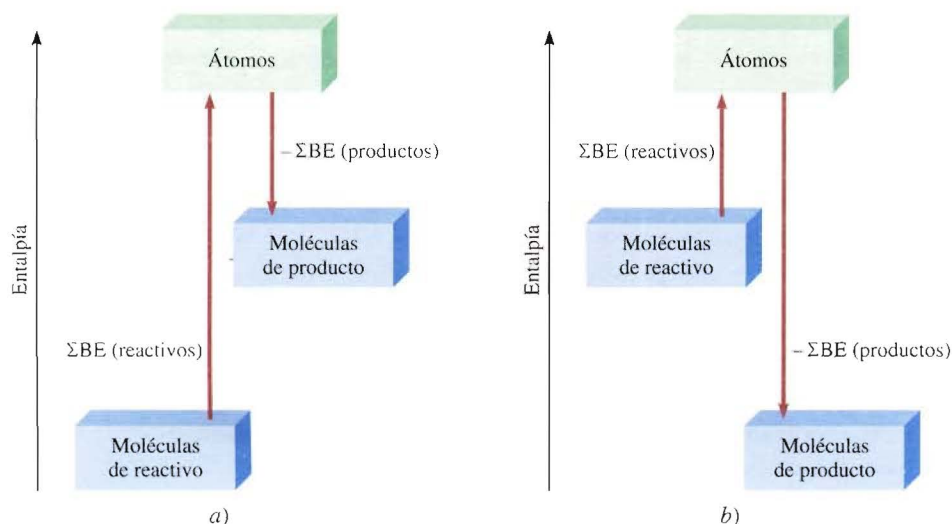 Átomos
– ΣBE (productos)
Moléculas
de producto
Entalpía
ΣBE (reactivos)
Moléculas
de reactivo
a)
Átomos
ΣBE (reactivos)
Moléculas
de reactivo
Entalpía
– ΣBE (productos)
Moléculas
de producto
b)